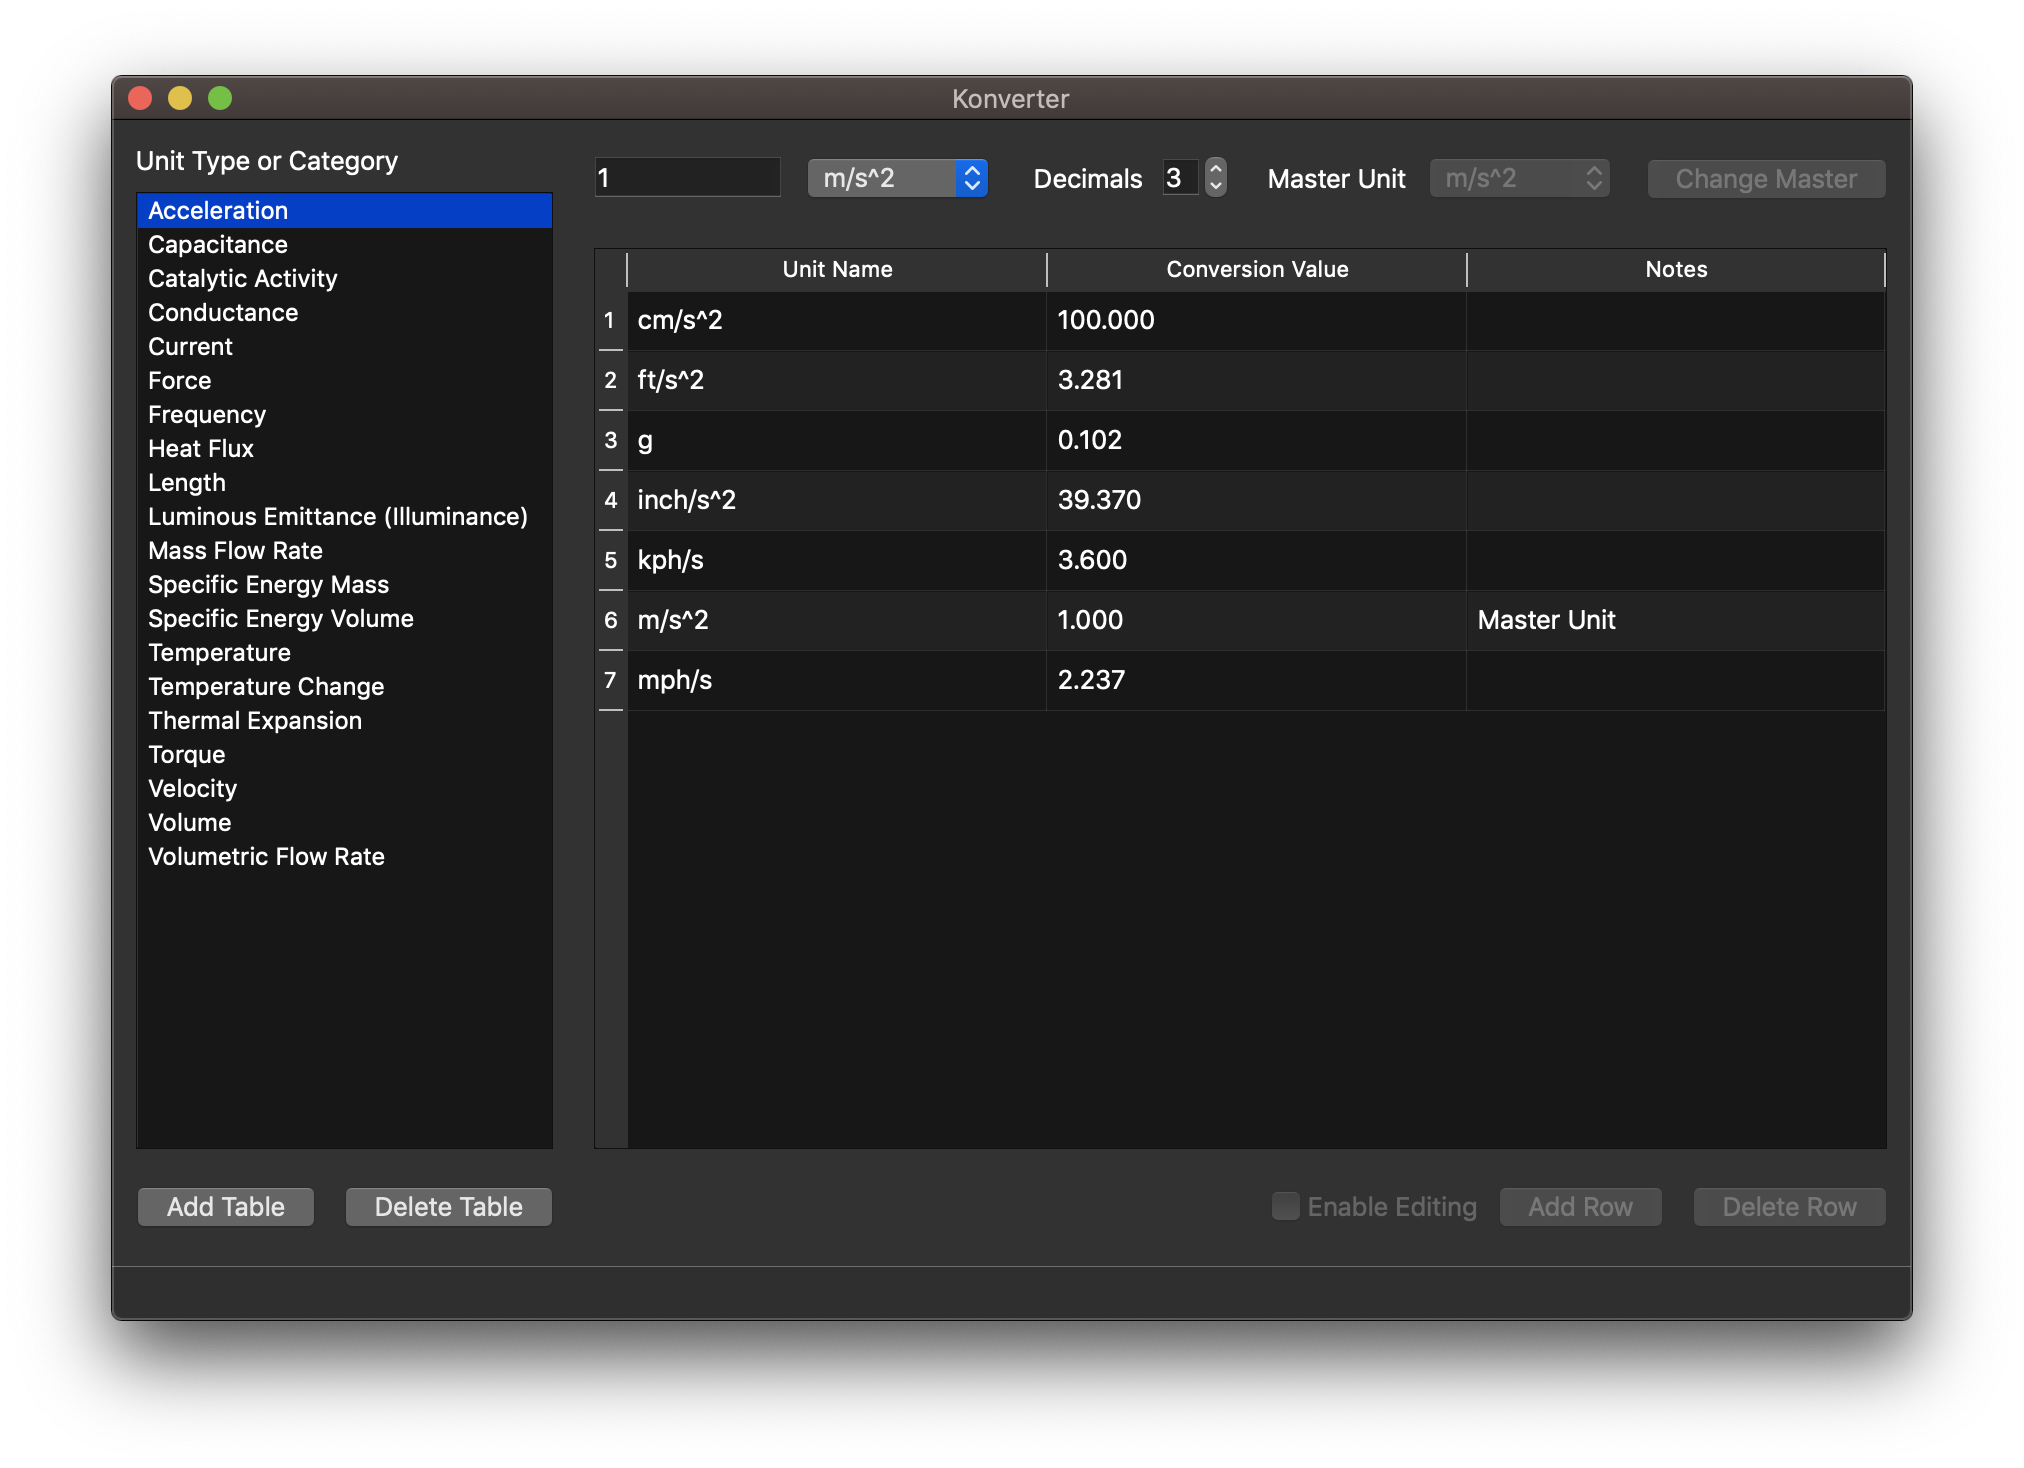 Konverter
Unit Type or Category
Acceleration
Capacitance
Catalytic Activity
Conductance
Current
Force
Frequency
Heat Flux
Length
Luminous Emittance (Illuminance)
Mass Flow Rate
Specific Energy Mass
Specific Energy Volume
Temperature
Temperature Change
Thermal Expansion
Torque
Velocity
Volume
Volumetric Flow Rate
Add Table Delete Table
1 m/s^2 Decimals 3 Master Unit m/s^2 Change Master
Unit Name Conversion Value Notes
1 cm/s^2 100.000
2 ft/s^2 3.281
3 g 0.102
4 inch/s^2 39.370
5 kph/s 3.600
6 m/s^2 1.000 Master Unit
7 mph/s 2.237
Enable Editing Add Row Delete Row